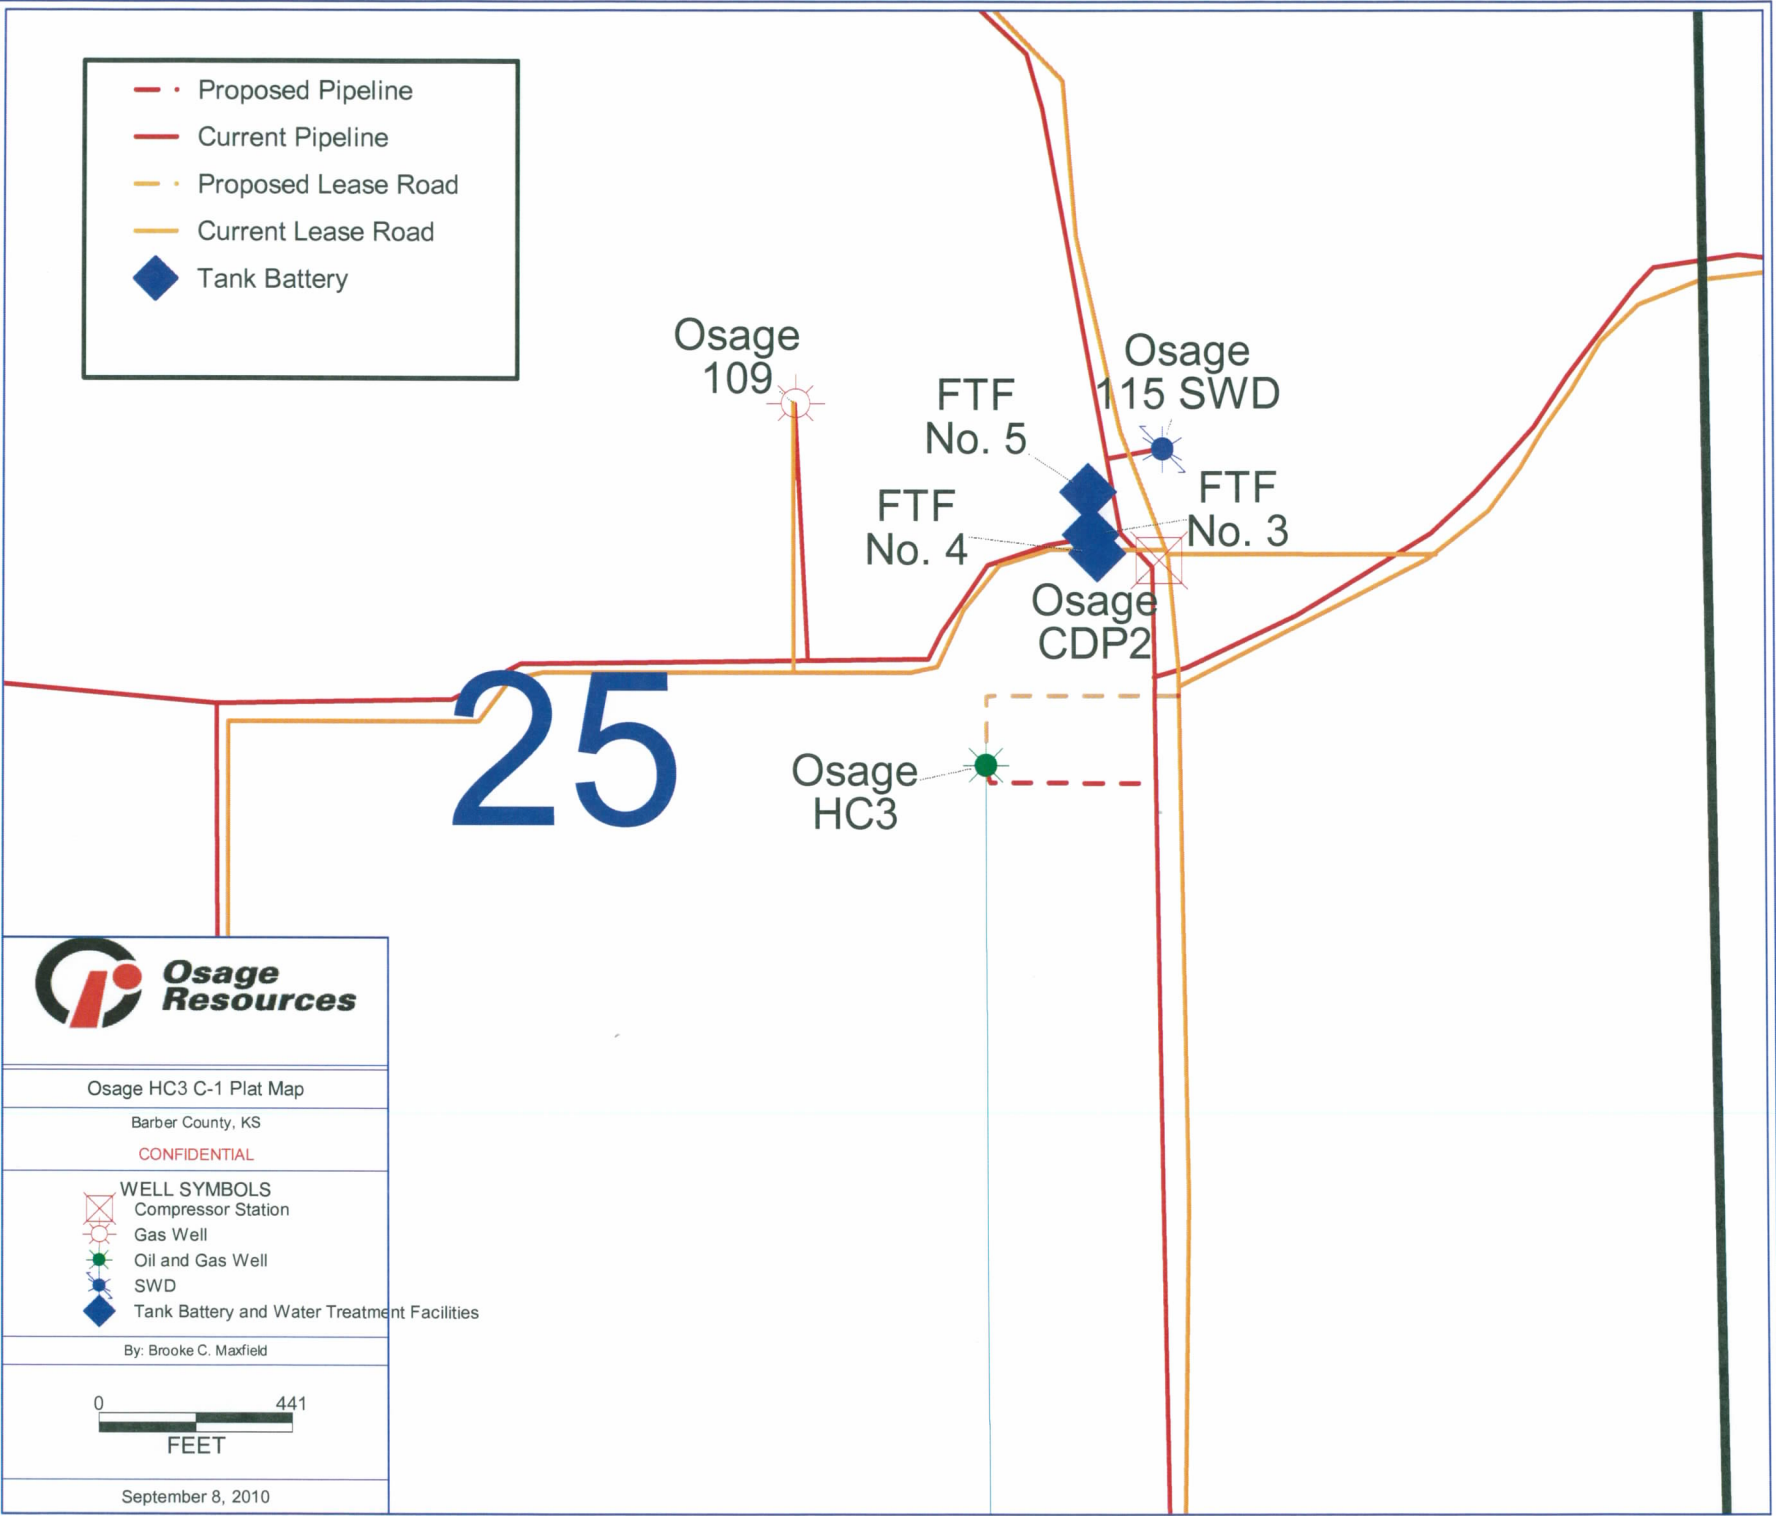 Proposed Pipeline
Current Pipeline
Proposed Lease Road
Current Lease Road
Tank Battery
Osage
109
Osage
115 SWD
FTF
No. 5
FTF
No. 4
FTF
No. 3
Osage
CDP2
25
Osage
HC3
Osage
Resources
Osage HC3 C-1 Plat Map
Barber County, KS
CONFIDENTIAL
WELL SYMBOLS
Compressor Station
Gas Well
Oil and Gas Well
SWD
Tank Battery and Water Treatment Facilities
By: Brooke C. Maxfield
0 441
FEET
September 8, 2010